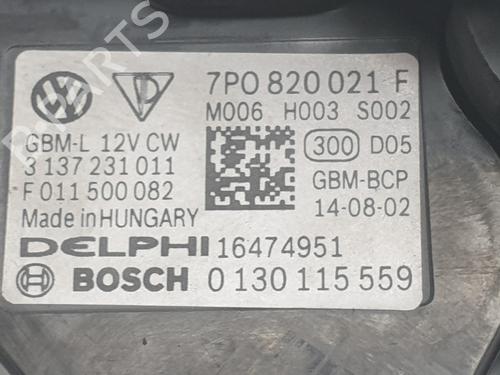 7P0 820 021 F
M006 H003 S002
GBM-L 12V CW
3 137 231 011
F 011 500 082
Made in HUNGARY
300 D05
GBM-BCP
14-08-02
DELPHI 16474951
BOSCH 0 130 115 559
PARTS